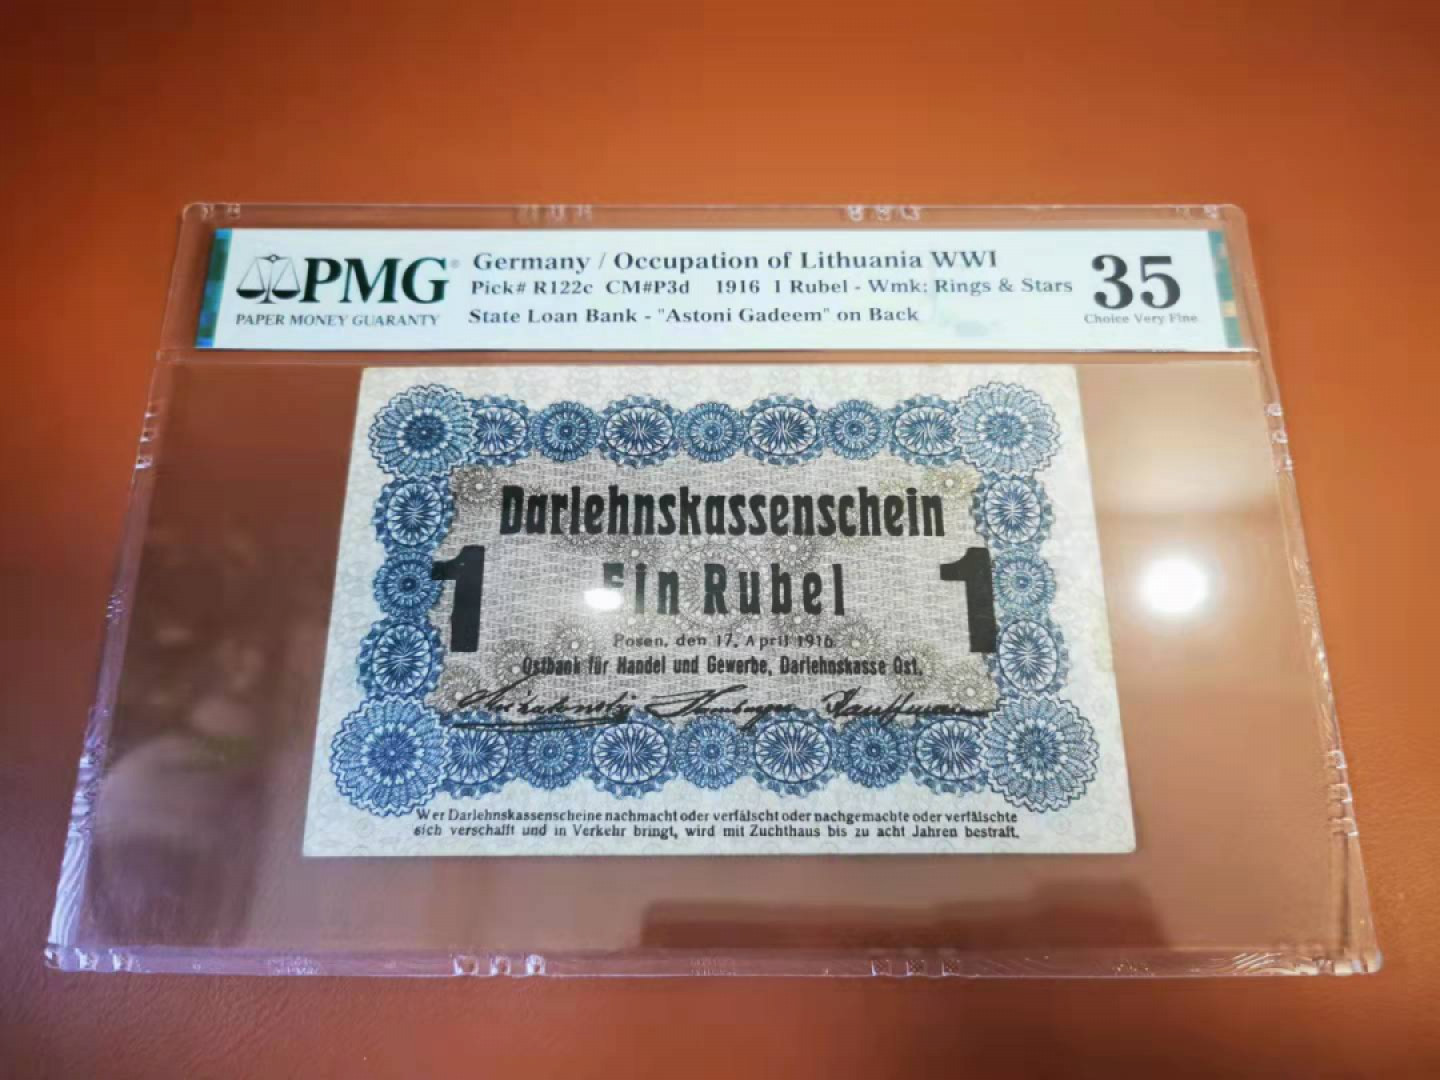 PMG
PAPER MONEY GUARANTY
Germany / Occupation of Lithuania WWI
Pick# R122c CM#P3d 1916 1 Rubel - Wmk: Rings & Stars
State Loan Bank - "Astoni Gadeem" on Back
35
Choice Very Fine
Darlehnskassenschein
1 Ein Rubel 1
Posen, den 17. April 1916
Ostbank für Handel und Gewerbe, Darlehnskasse Ost.
Wer Darlehnskassenscheine nachmacht oder verfälscht oder nachgemachte oder verfälschte
sich verschafft und in Verkehr bringt, wird mit Zuchthaus bis zu acht Jahren bestraft.